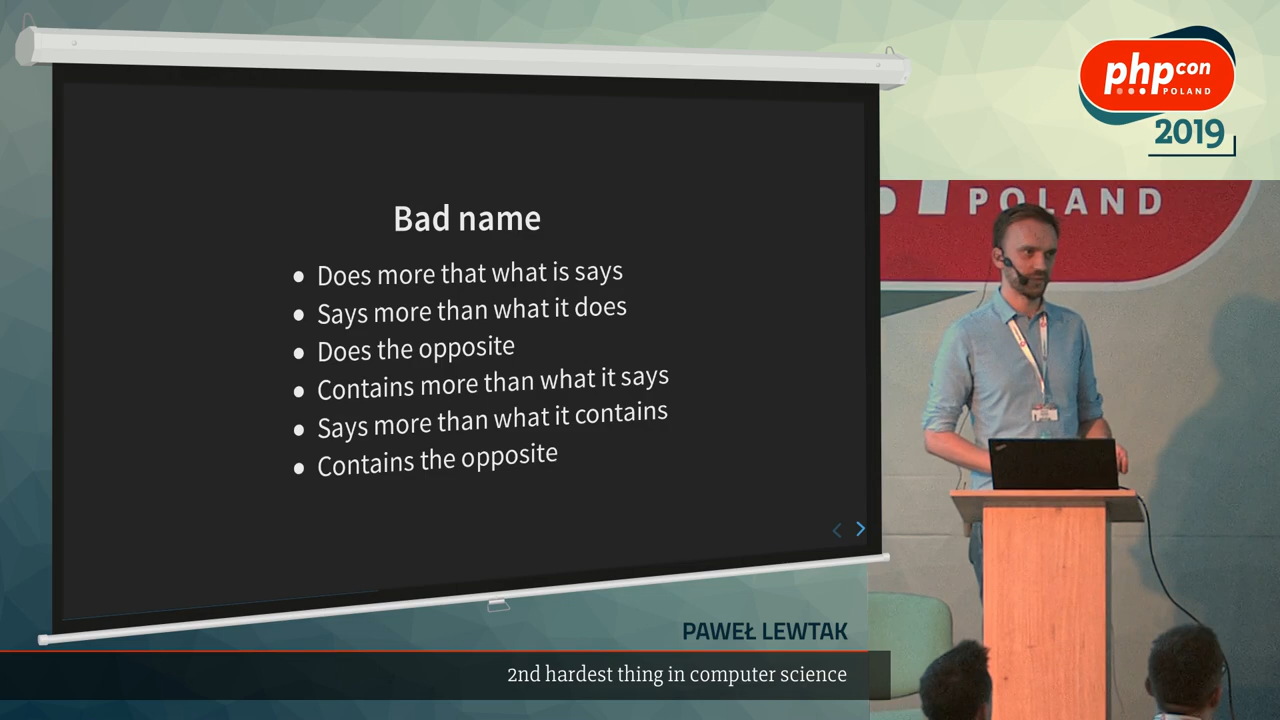 phpcon
POLAND
2019
POLAND
Bad name
Does more that what is says
Says more than what it does
Does the opposite
Contains more than what it says
Says more than what it contains
Contains the opposite
PAWEŁ LEWTAK
2nd hardest thing in computer science